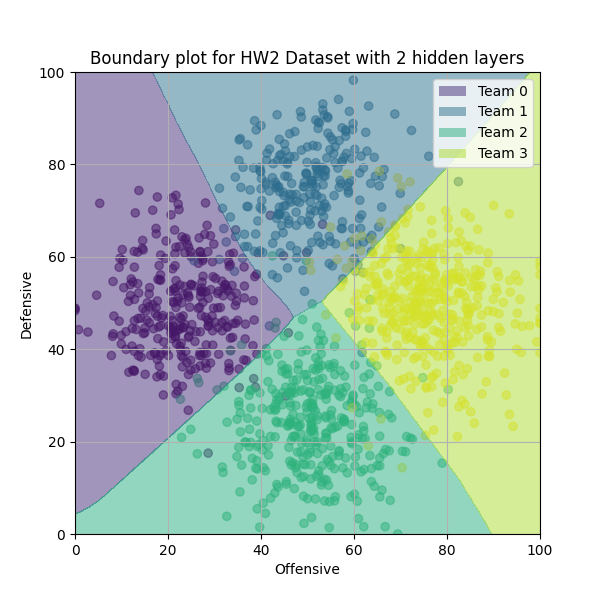 Boundary plot for HW2 Dataset with 2 hidden layers
100
80
60
40
20
0
Defensive
Team 0
Team 1
Team 2
Team 3
0 20 40 60 80 100
Offensive